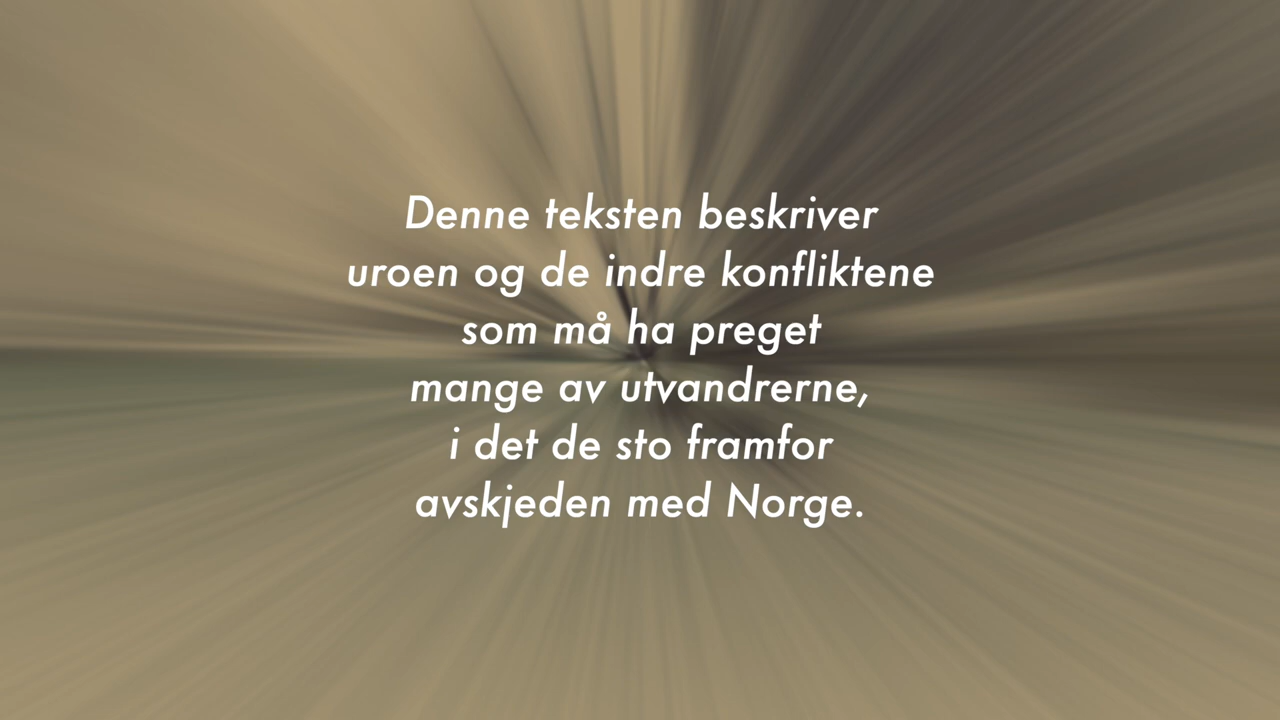 Denne teksten beskriver
uroen og de indre konfliktene
som må ha preget
mange av utvandrerne,
i det de sto framfor
avskjeden med Norge.